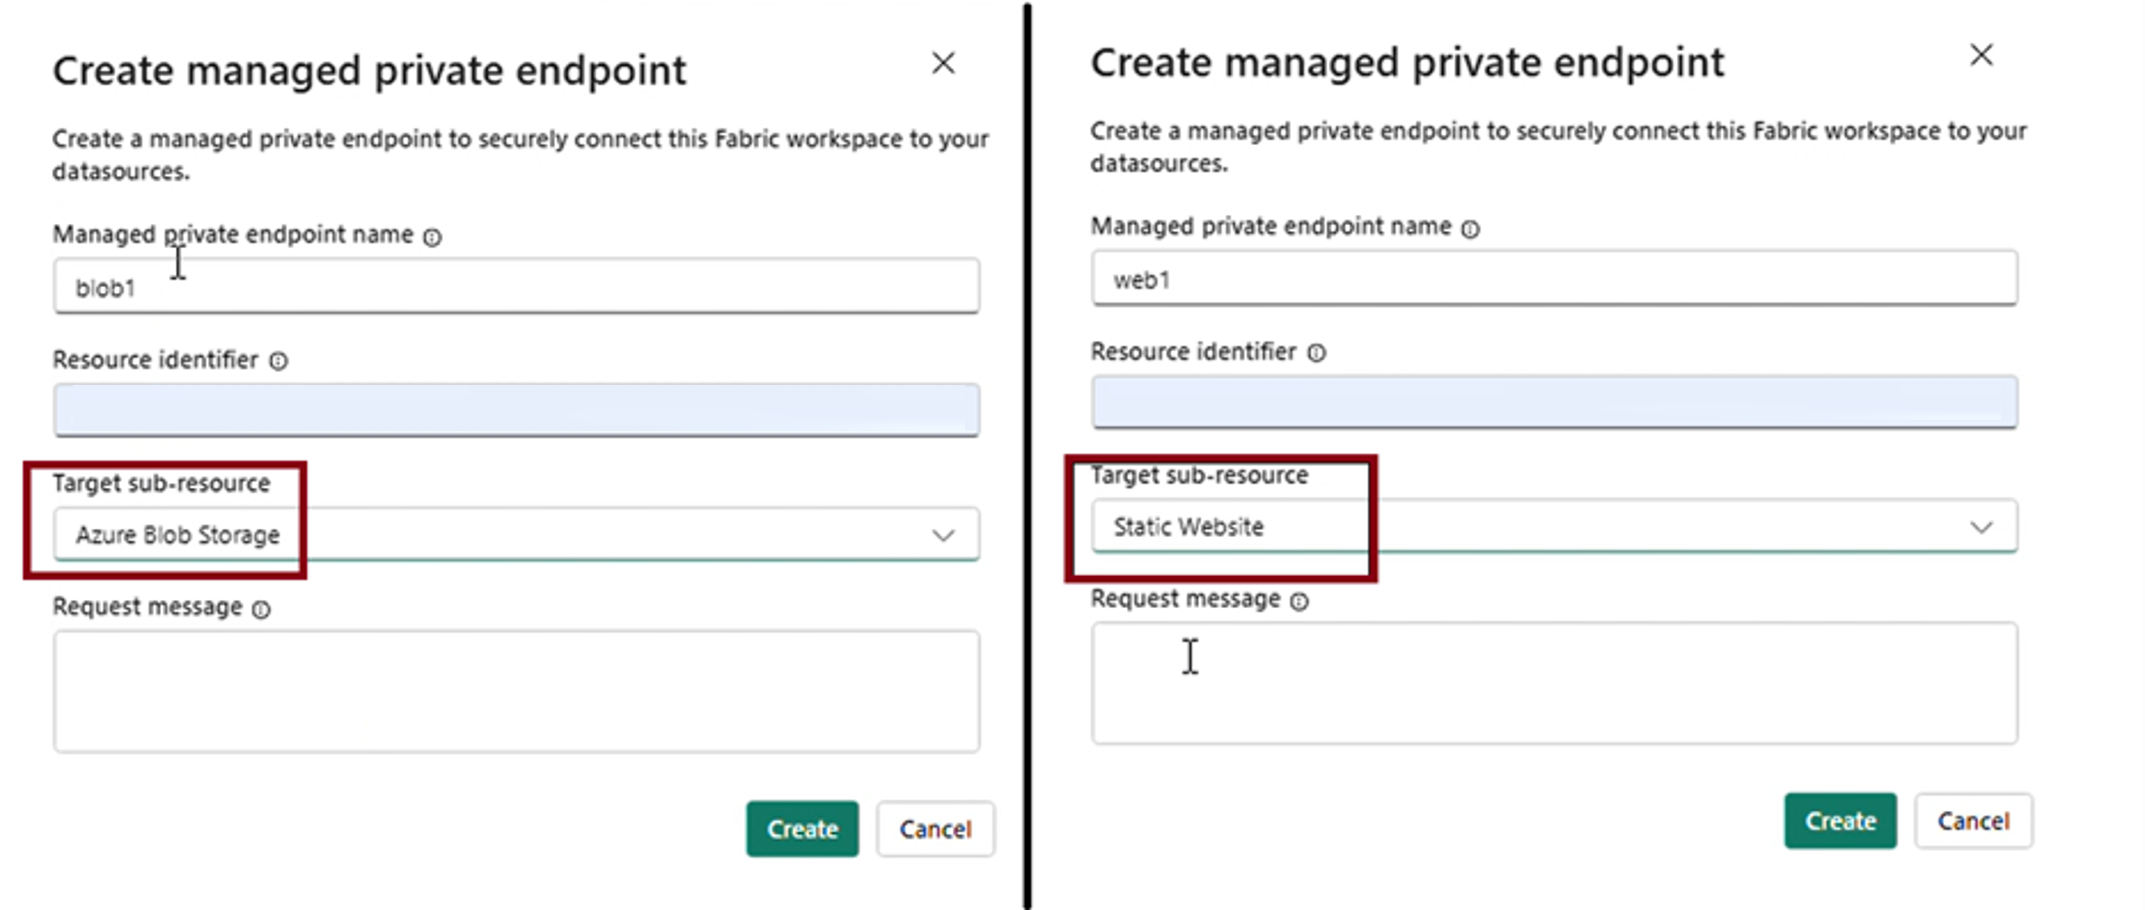 Create managed private endpoint
Create a managed private endpoint to securely connect this Fabric workspace to your
datasources.
Managed private endpoint name
blob1
Resource identifier
Target sub-resource
Azure Blob Storage
Request message
Create
Cancel
Create managed private endpoint
Create a managed private endpoint to securely connect this Fabric workspace to your
datasources.
Managed private endpoint name
web1
Resource identifier
Target sub-resource
Static Website
Request message
Create
Cancel